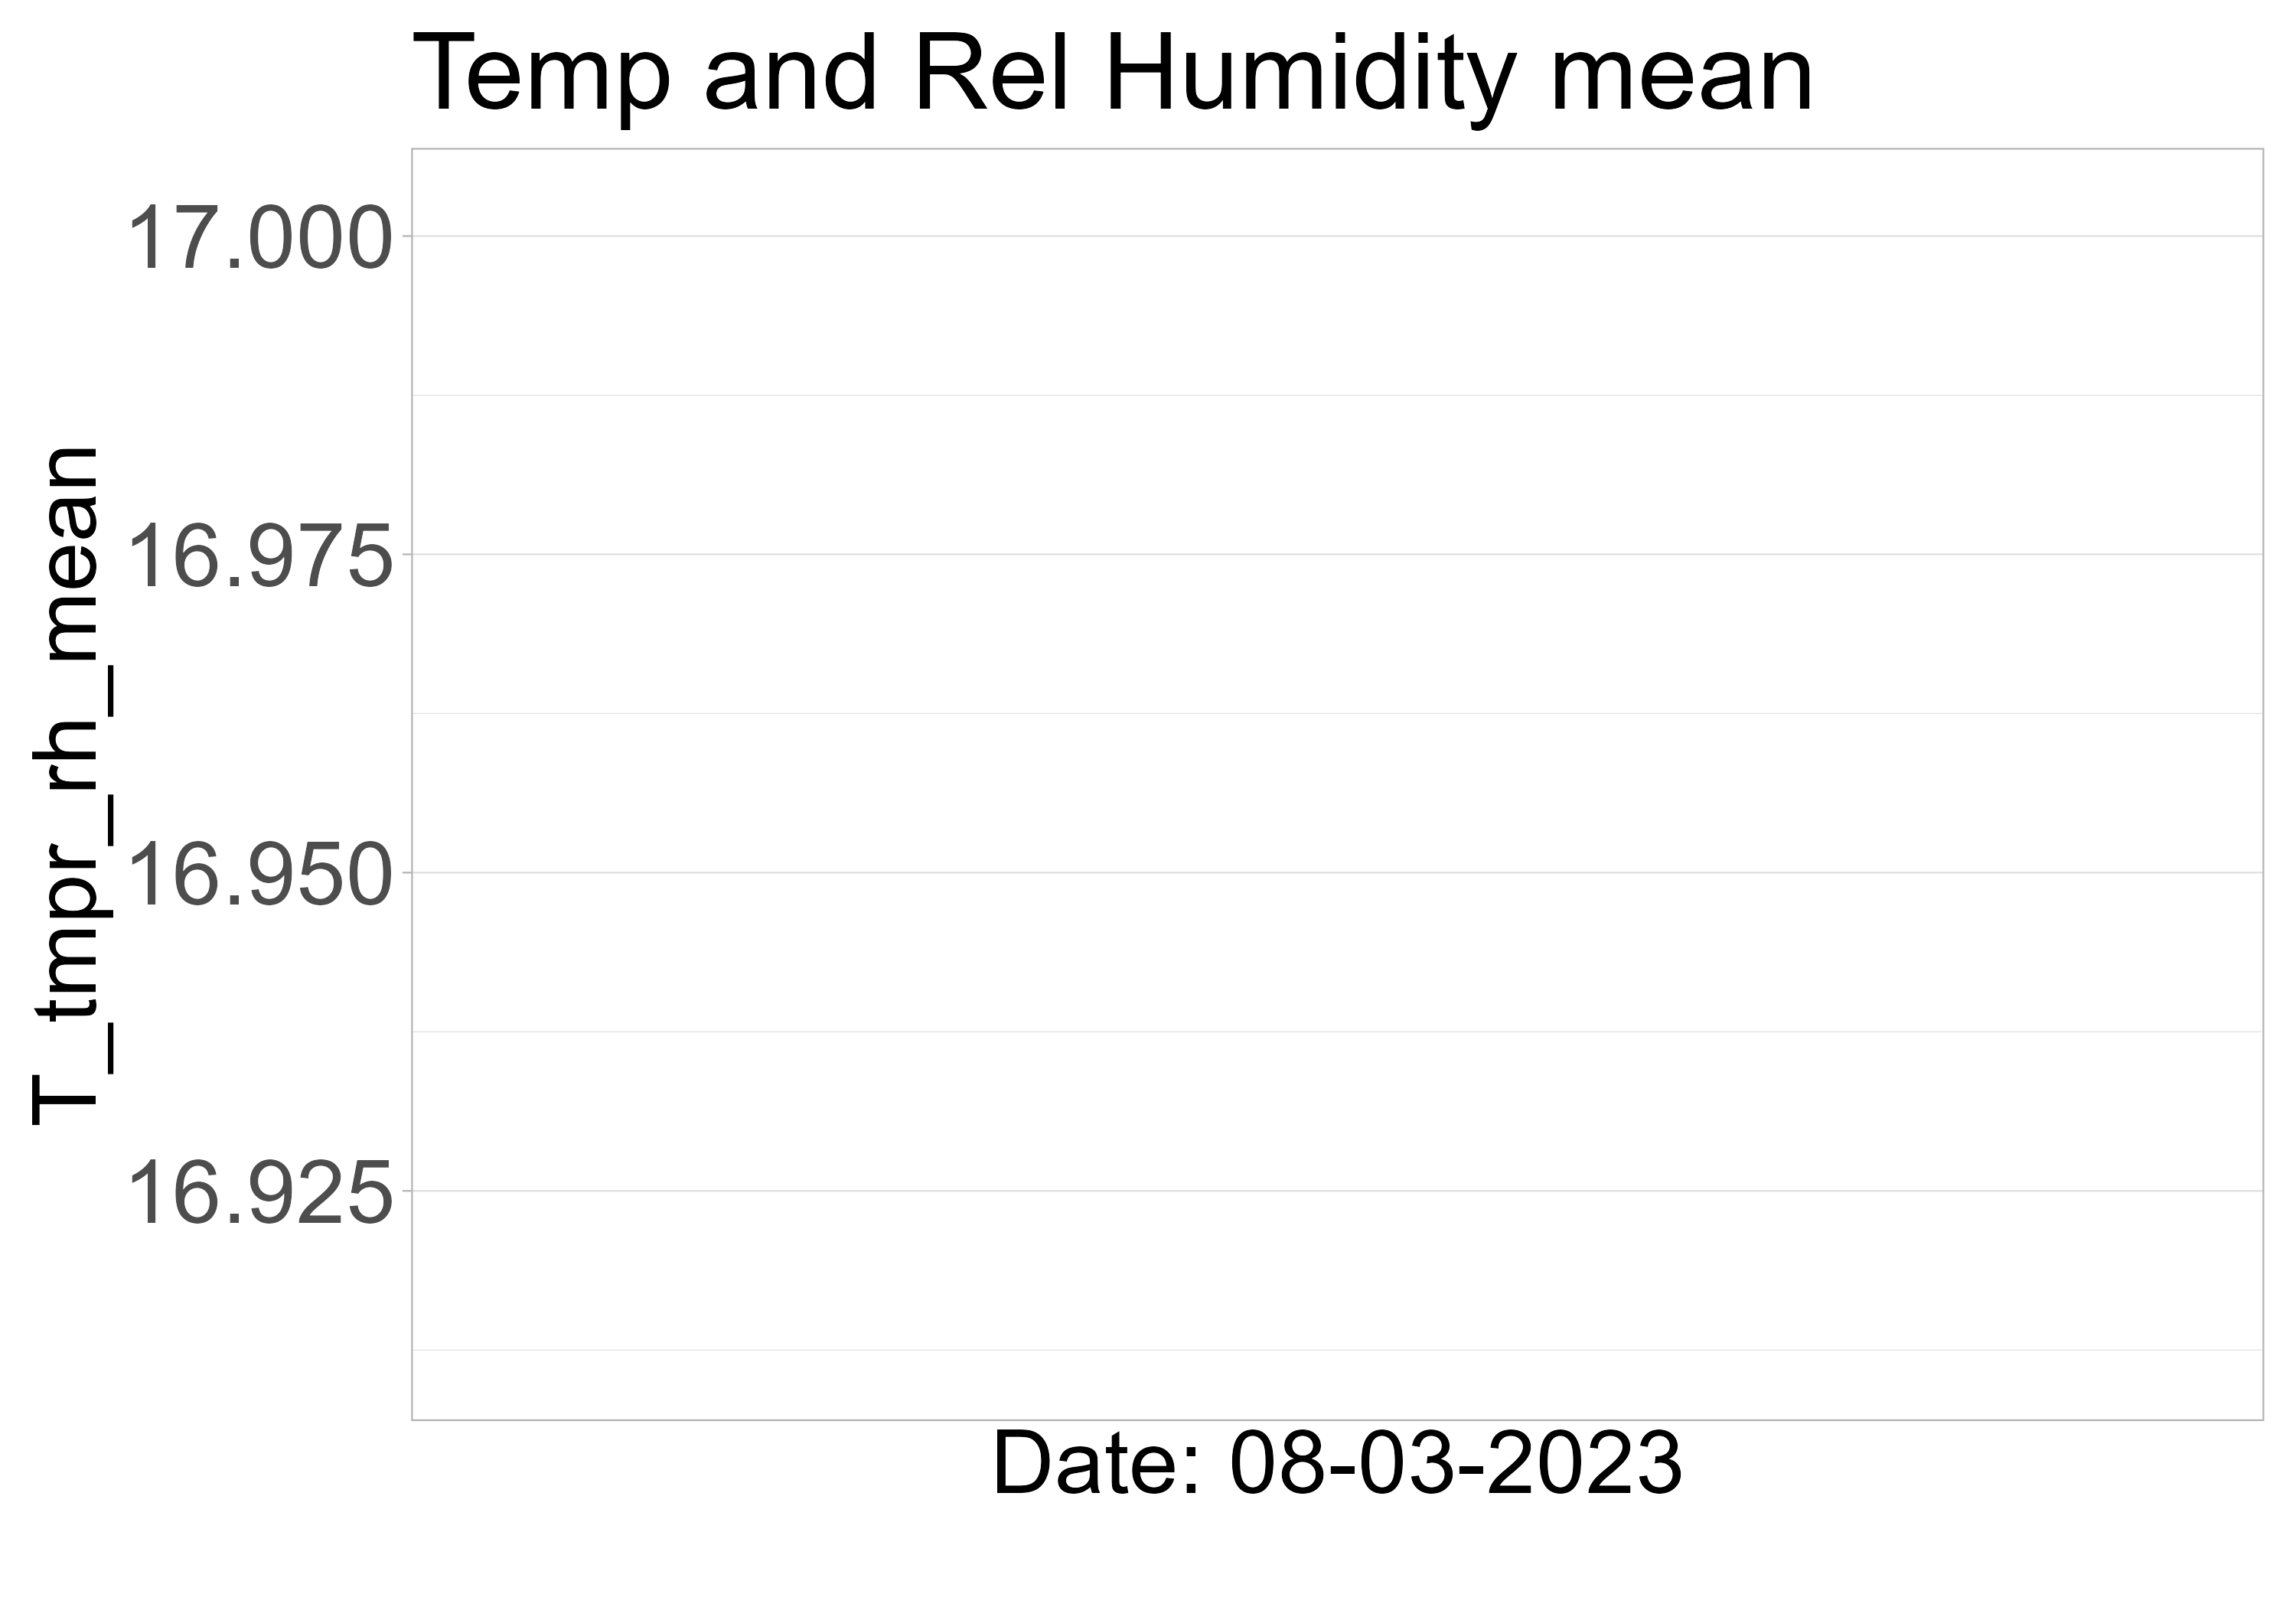 Temp and Rel Humidity mean
T_tmpr_rh_mean
17.000
16.975
16.950
16.925
Date: 08-03-2023